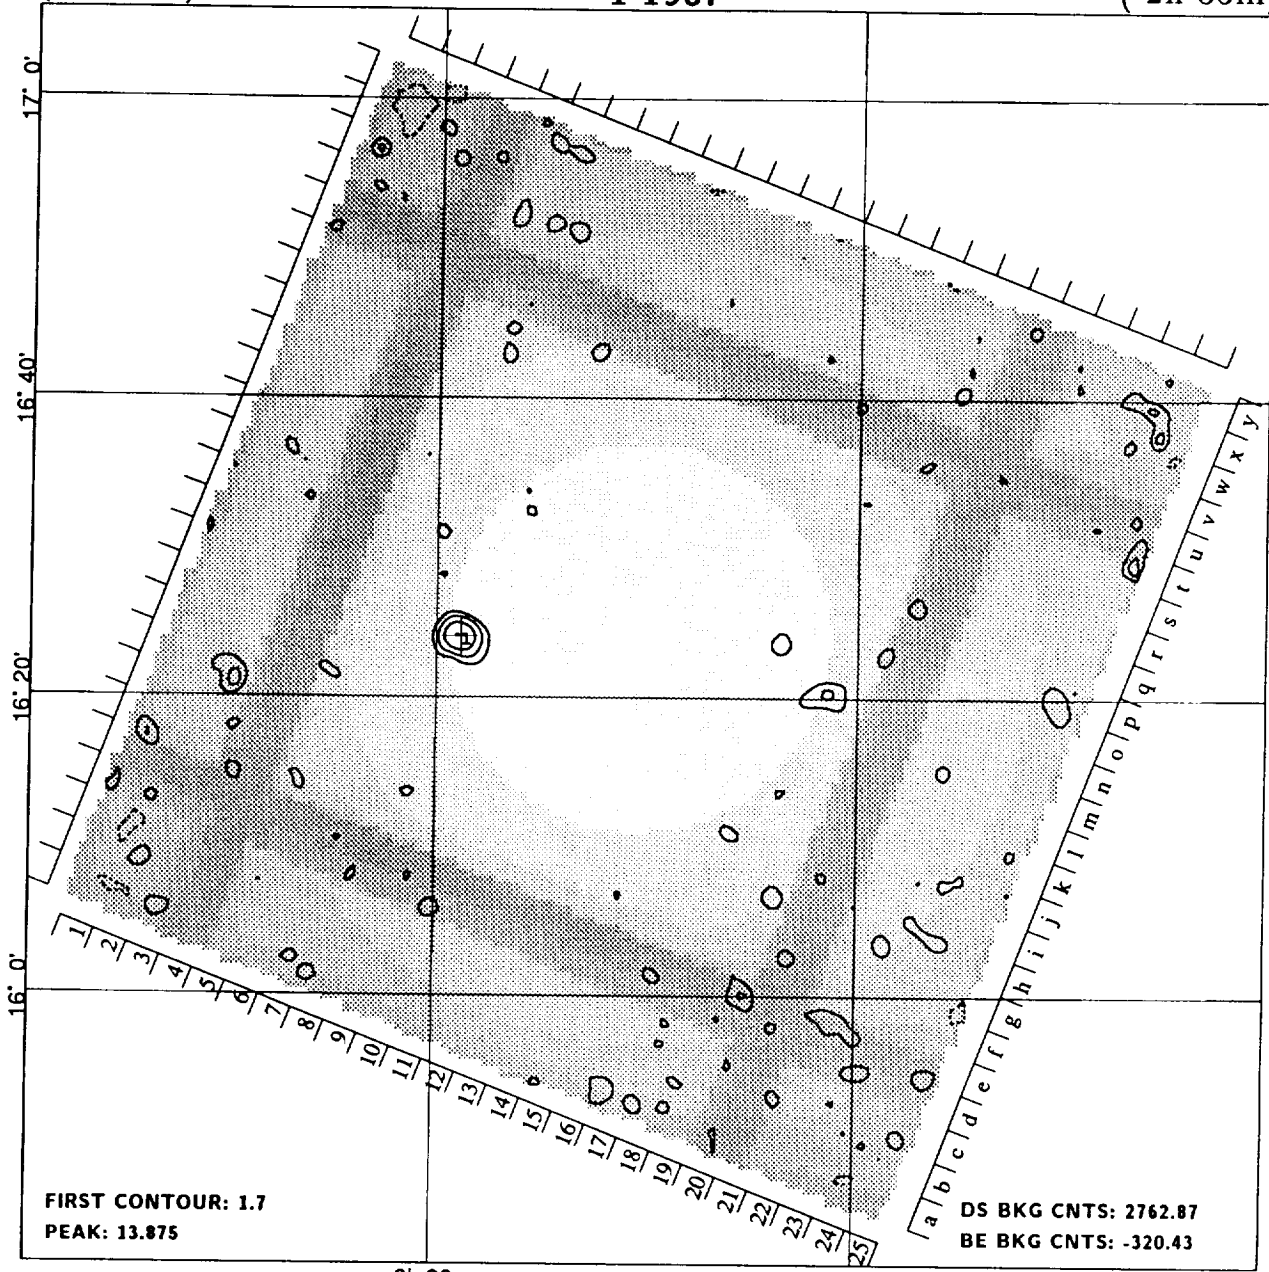 17° 0'
16° 40'
16° 20'
16° 0'
1 2 3 4 5 6 7 8 9 10 11 12 13 14 15 16 17 18 19 20 21 22 23 24 25
a b c d e f g h i j k l m n o p q r s t u v w x y
FIRST CONTOUR: 1.7
PEAK: 13.875
DS BKG CNTS: 2762.87
BE BKG CNTS: -320.43